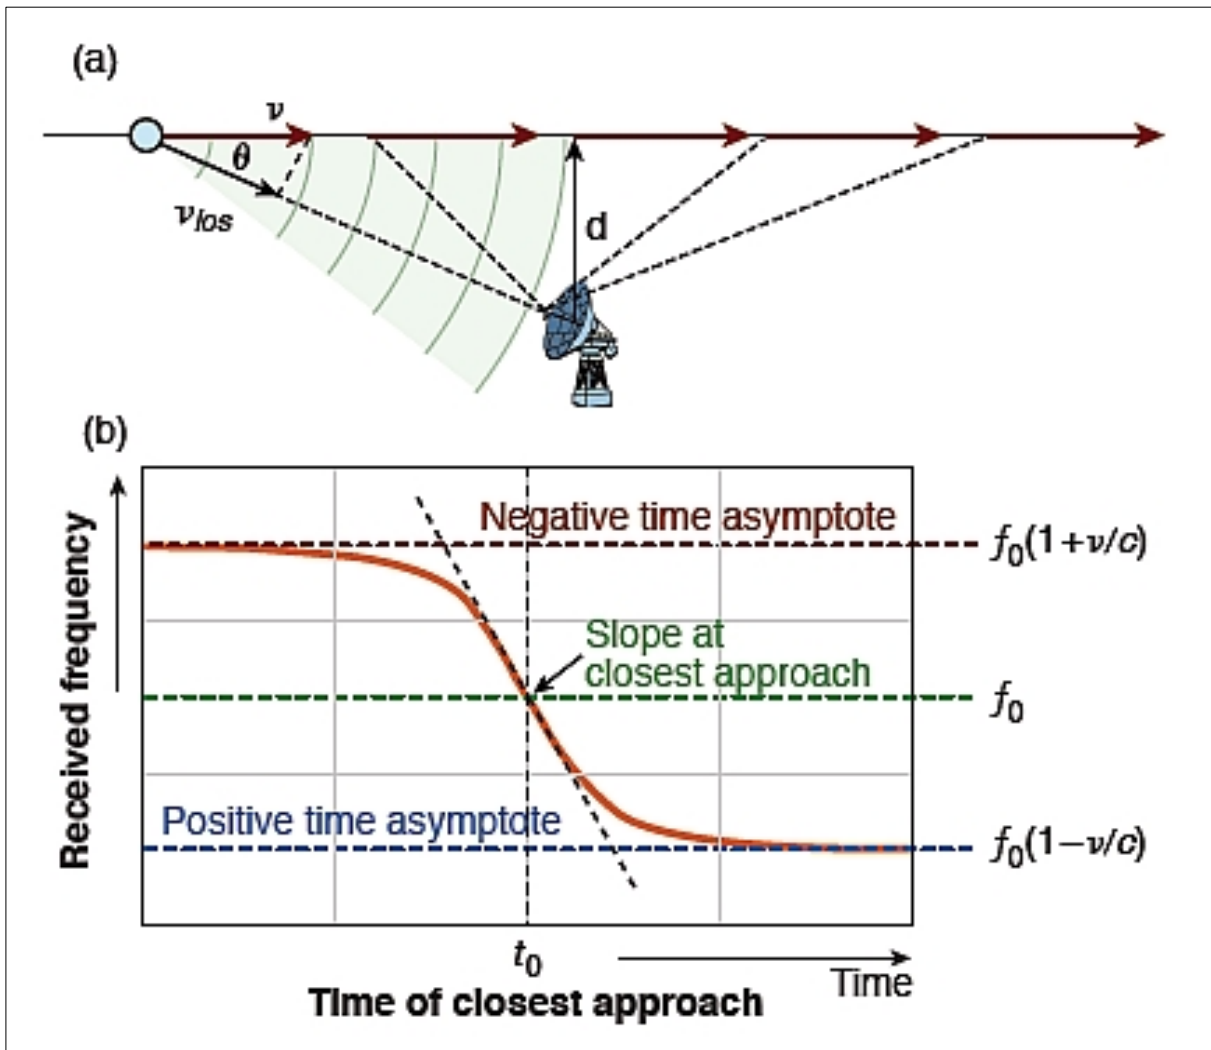 (a)
v
θ
v_los
d
(b)
Negative time asymptote
f₀(1+v/c)
Slope at
closest approach
f₀
Positive time asymptote
f₀(1−v/c)
Received frequency
t₀
Time
Time of closest approach